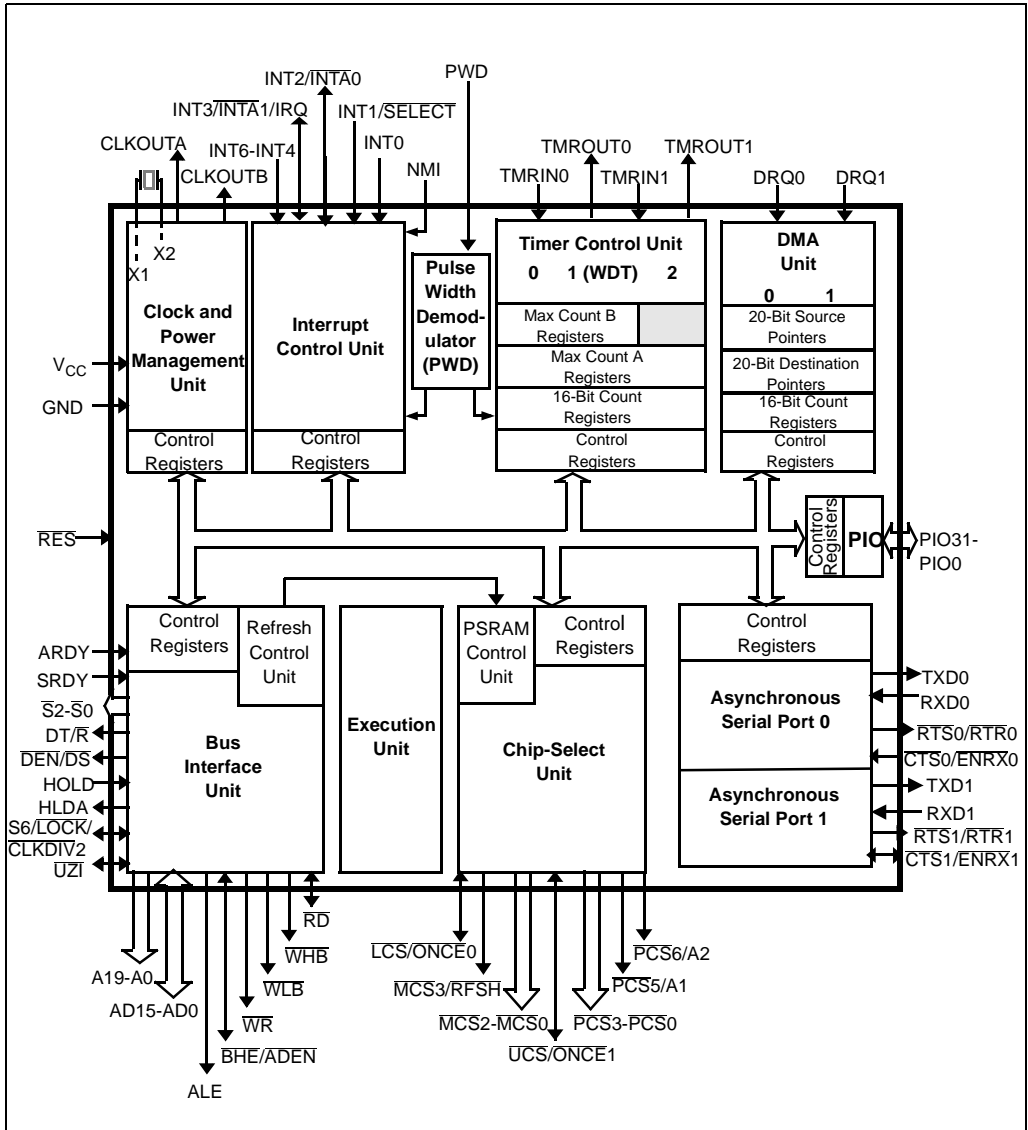 INT2/INTA0
PWD
INT3/INTA1/IRQ
INT1/SELECT
CLKOUTA
INT6-INT4
INT0
TMROUT0
TMROUT1
CLKOUTB
NMI
TMRIN0
TMRIN1
DRQ0
DRQ1
X1
X2
Clock and
Power
Management
Unit
Control
Registers
Interrupt
Control Unit
Control
Registers
Pulse
Width
Demod-
ulator
(PWD)
Timer Control Unit
0 1 (WDT) 2
Max Count B
Registers
Max Count A
Registers
16-Bit Count
Registers
Control
Registers
DMA
Unit
0 1
20-Bit Source
Pointers
20-Bit Destination
Pointers
16-Bit Count
Registers
Control
Registers
VCC
GND
RES
Control
Registers
PIO
PIO31-
PIO0
Control
Registers
Refresh
Control
Unit
Bus
Interface
Unit
Execution
Unit
PSRAM
Control
Unit
Control
Registers
Chip-Select
Unit
Control
Registers
Asynchronous
Serial Port 0
Asynchronous
Serial Port 1
ARDY
SRDY
S2-S0
DT/R
DEN/DS
HOLD
HLDA
S6/LOCK/
CLKDIV2
UZI
TXD0
RXD0
RTS0/RTR0
CTS0/ENRX0
TXD1
RXD1
RTS1/RTR1
CTS1/ENRX1
A19-A0
AD15-AD0
ALE
BHE/ADEN
WR
WLB
WHB
RD
LCS/ONCE0
MCS3/RFSH
MCS2-MCS0
UCS/ONCE1
PCS3-PCS0
PCS5/A1
PCS6/A2